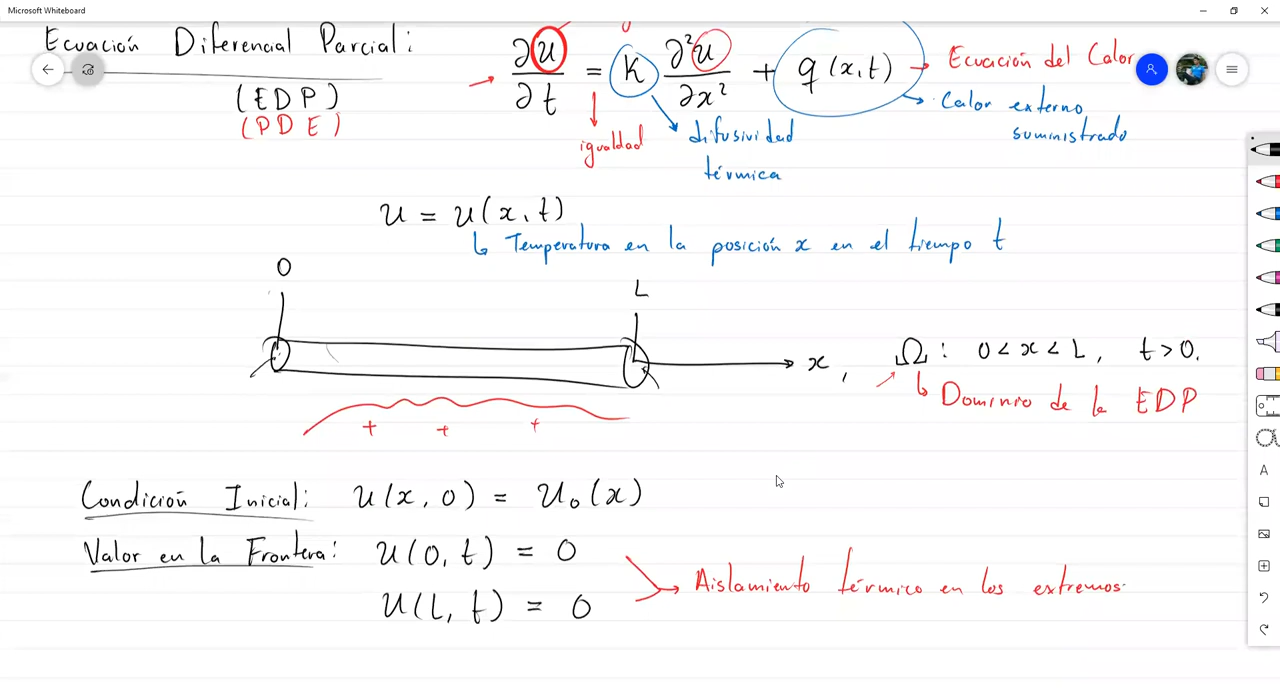 Microsoft Whiteboard
Ecuación Diferencial Parcial:
(EDP)
(PDE)
∂u/∂t = K ∂²u/∂x² + q(x,t) → Ecuación del Calor
Calor externo
suministrado
igualdad
difusividad
térmica
u = u(x,t)
Temperatura en la posición x en el tiempo t
0
L
x,
Ω: 0 < x < L, t > 0.
Dominio de la EDP
+ + +
Condición Inicial: u(x,0) = u₀(x)
Valor en la Frontera: u(0,t) = 0
u(L,t) = 0
Aislamiento térmico en los extremos.
A